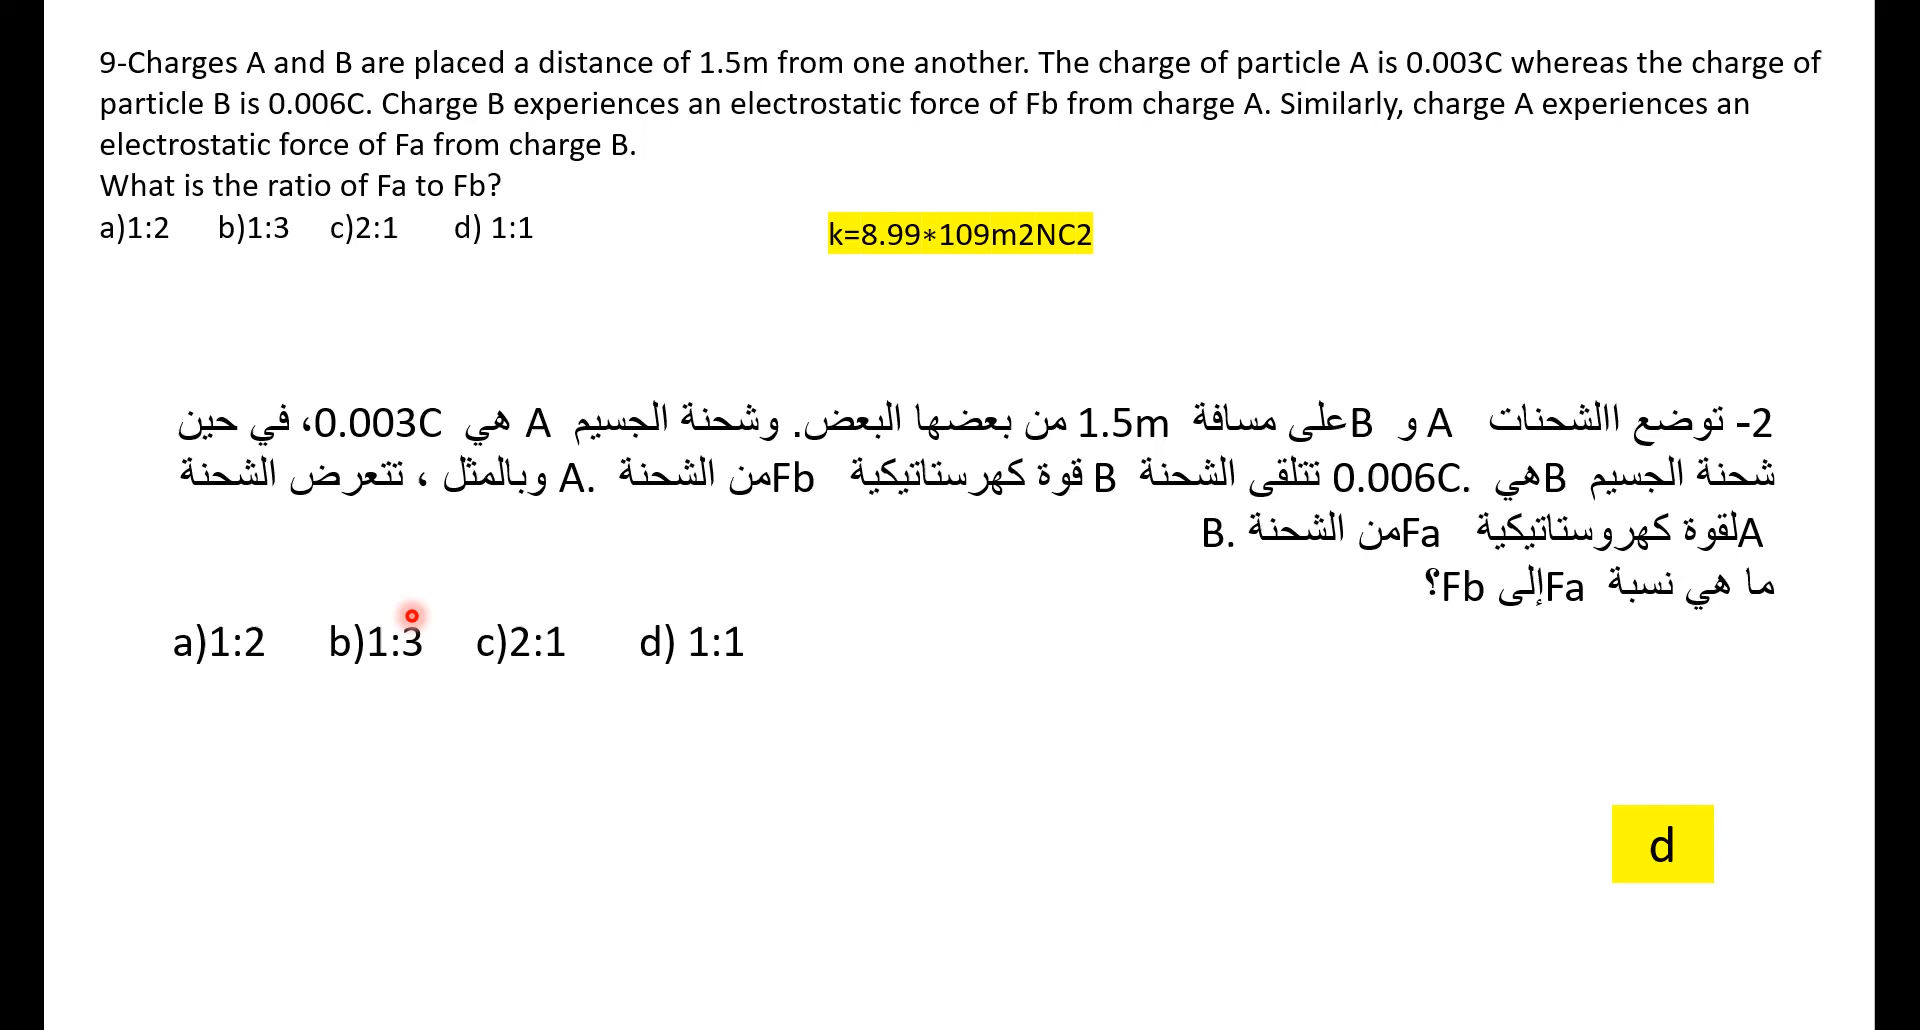 9-Charges A and B are placed a distance of 1.5m from one another. The charge of particle A is 0.003C whereas the charge of
particle B is 0.006C. Charge B experiences an electrostatic force of Fb from charge A. Similarly, charge A experiences an
electrostatic force of Fa from charge B.
What is the ratio of Fa to Fb?
a)1:2 b)1:3 c)2:1 d) 1:1
k=8.99*109m2NC2
2- توضع االشحنات A و Bعلى مسافة 1.5m من بعضها البعض. وشحنة الجسيم A هي 0.003C، في حين
شحنة الجسيم Bهي .0.006C تتلقى الشحنة B قوة كهرستاتيكية Fbمن الشحنة .A وبالمثل ، تتعرض الشحنة
Aلقوة كهروستاتيكية Faمن الشحنة .B
ما هي نسبة Faإلى Fb؟
a)1:2 b)1:3 c)2:1 d) 1:1
d